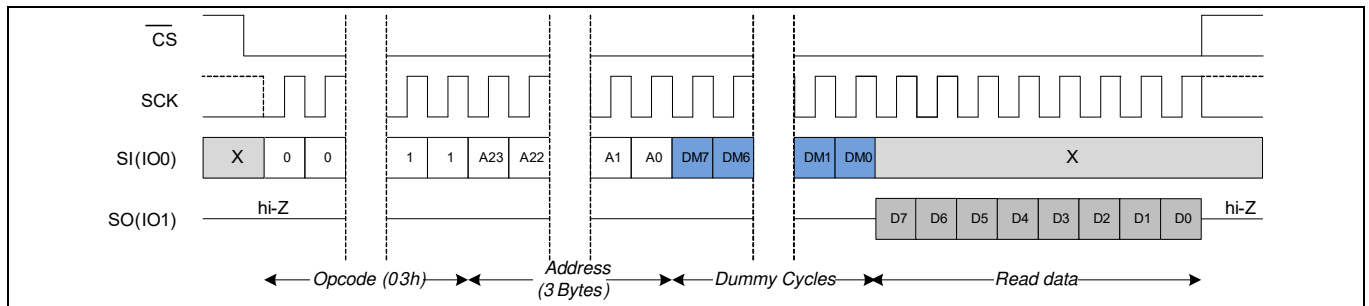 CS
SCK
SI(IO0) X 0 0 1 1 A23 A22 A1 A0 DM7 DM6 DM1 DM0 X
hi-Z hi-Z
SO(IO1) D7 D6 D5 D4 D3 D2 D1 D0
Opcode (03h) Address Dummy Cycles Read data
(3 Bytes)